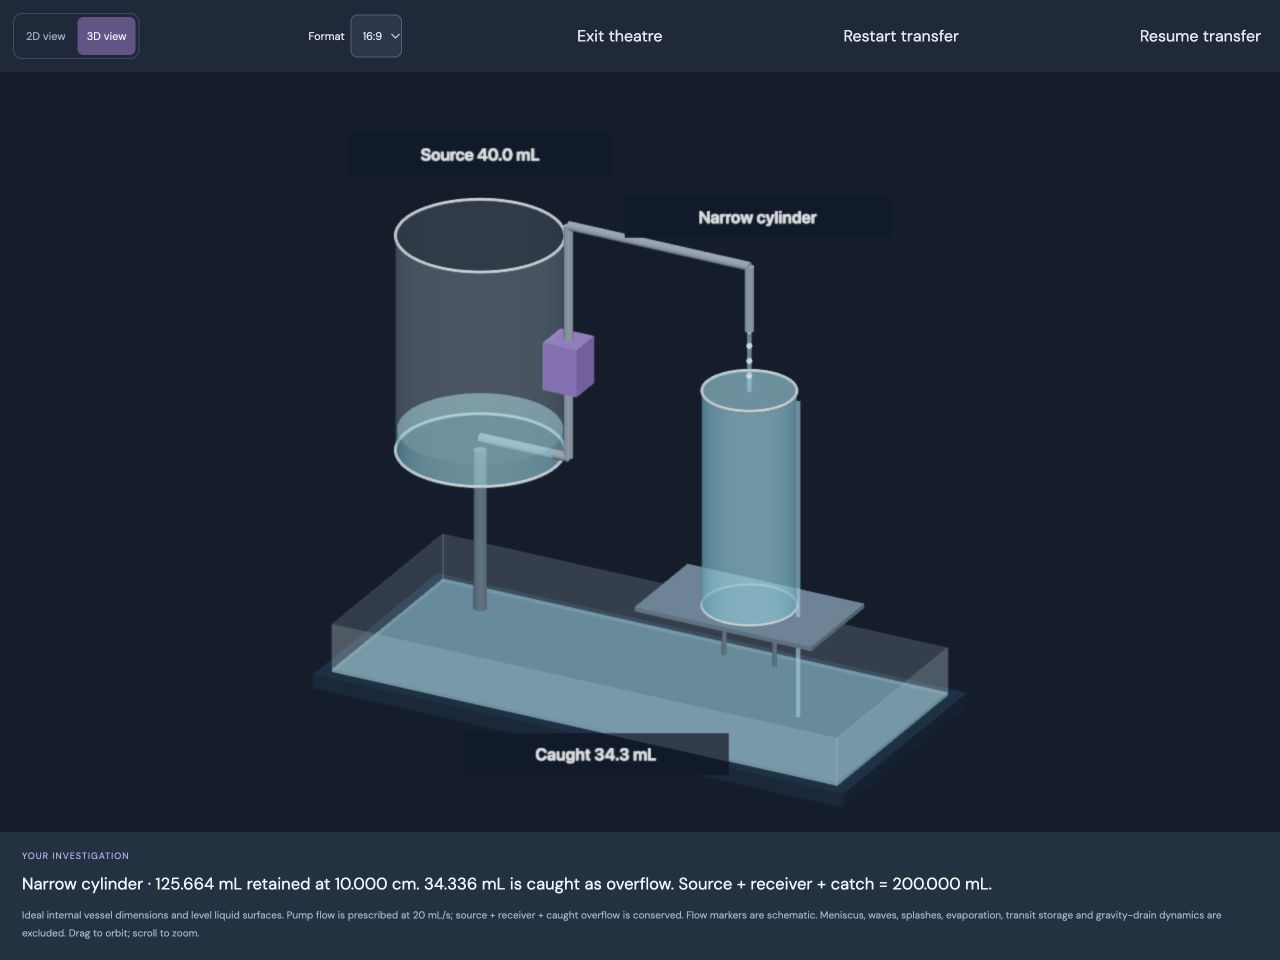 2D view
3D view
Format
16:9
Exit theatre
Restart transfer
Resume transfer
Source 40.0 mL
Narrow cylinder
Caught 34.3 mL
YOUR INVESTIGATION
Narrow cylinder · 125.664 mL retained at 10.000 cm. 34.336 mL is caught as overflow. Source + receiver + catch = 200.000 mL.
Ideal internal vessel dimensions and level liquid surfaces. Pump flow is prescribed at 20 mL/s; source + receiver + caught overflow is conserved. Flow markers are schematic. Meniscus, waves, splashes, evaporation, transit storage and gravity-drain dynamics are
excluded. Drag to orbit; scroll to zoom.